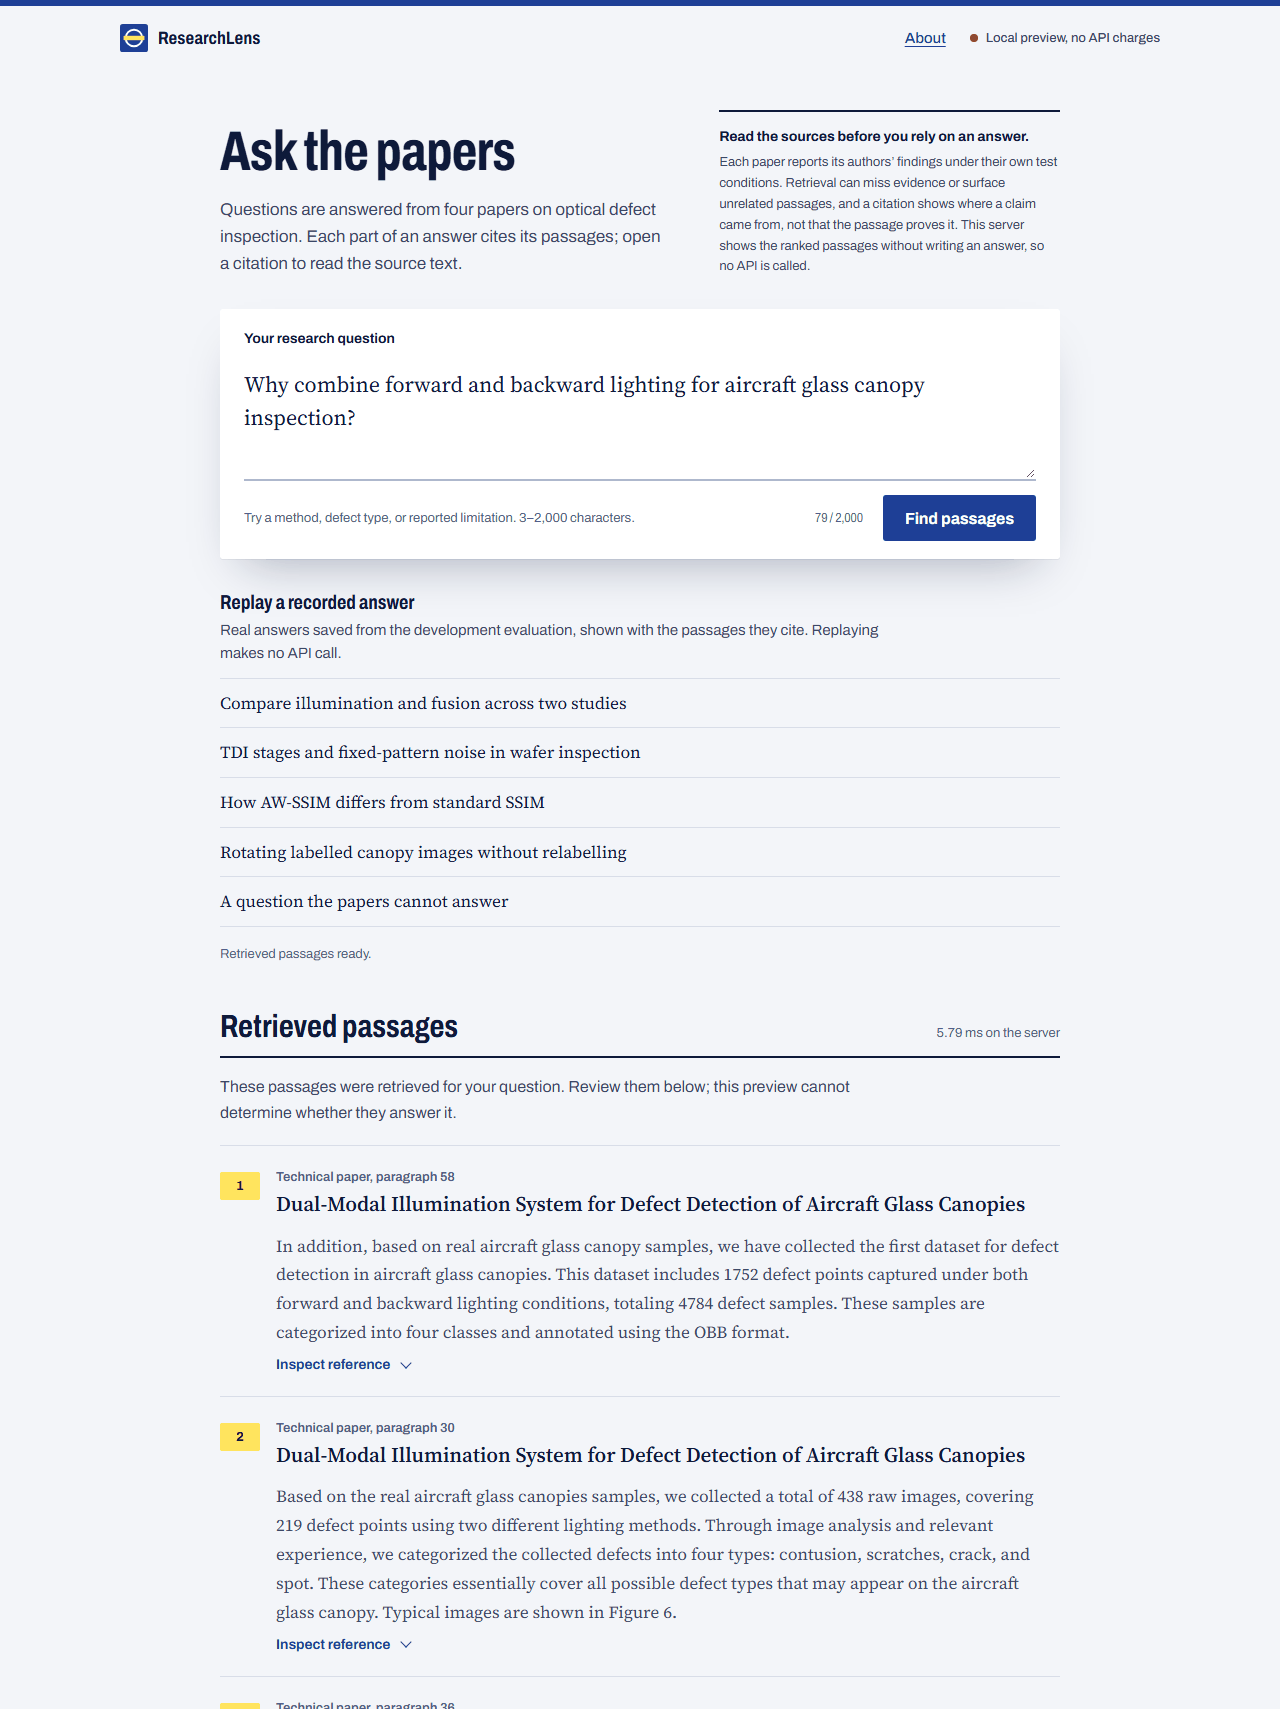 ResearchLens
About
Local preview, no API charges
Ask the papers
Questions are answered from four papers on optical defect
inspection. Each part of an answer cites its passages; open
a citation to read the source text.
Read the sources before you rely on an answer.
Each paper reports its authors’ findings under their own test
conditions. Retrieval can miss evidence or surface
unrelated passages, and a citation shows where a claim
came from, not that the passage proves it. This server
shows the ranked passages without writing an answer, so
no API is called.
Your research question
Why combine forward and backward lighting for aircraft glass canopy
inspection?
Try a method, defect type, or reported limitation. 3–2,000 characters.
79 / 2,000
Find passages
Replay a recorded answer
Real answers saved from the development evaluation, shown with the passages they cite. Replaying
makes no API call.
Compare illumination and fusion across two studies
TDI stages and fixed-pattern noise in wafer inspection
How AW-SSIM differs from standard SSIM
Rotating labelled canopy images without relabelling
A question the papers cannot answer
Retrieved passages ready.
Retrieved passages
5.79 ms on the server
These passages were retrieved for your question. Review them below; this preview cannot
determine whether they answer it.
1
Technical paper, paragraph 58
Dual-Modal Illumination System for Defect Detection of Aircraft Glass Canopies
In addition, based on real aircraft glass canopy samples, we have collected the first dataset for defect
detection in aircraft glass canopies. This dataset includes 1752 defect points captured under both
forward and backward lighting conditions, totaling 4784 defect samples. These samples are
categorized into four classes and annotated using the OBB format.
Inspect reference
2
Technical paper, paragraph 30
Dual-Modal Illumination System for Defect Detection of Aircraft Glass Canopies
Based on the real aircraft glass canopies samples, we collected a total of 438 raw images, covering
219 defect points using two different lighting methods. Through image analysis and relevant
experience, we categorized the collected defects into four types: contusion, scratches, crack, and
spot. These categories essentially cover all possible defect types that may appear on the aircraft
glass canopy. Typical images are shown in Figure 6.
Inspect reference
Technical paper, paragraph 36